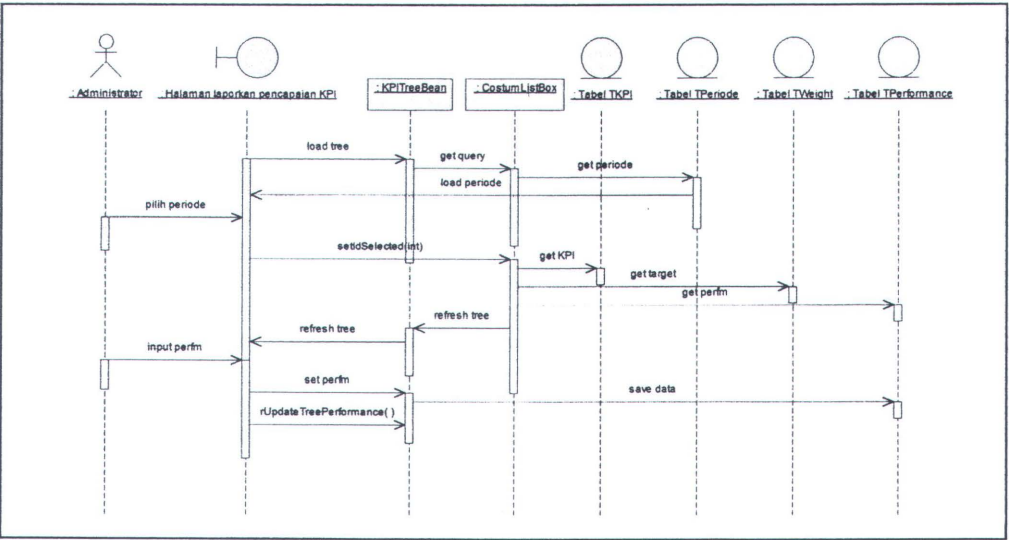 : Administrator
: Halaman laporkan pencapaian KPI
: KPITreeBean
: CostumListBox
: Tabel TKPI
: Tabel TPeriode
: Tabel TWeight
: Tabel TPerformance
load tree
get query
get periode
load periode
pilih periode
setIdSelected(int)
get KPI
get target
get perfm
refresh tree
refresh tree
input perfm
set perfm
save data
rUpdateTreePerformance( )